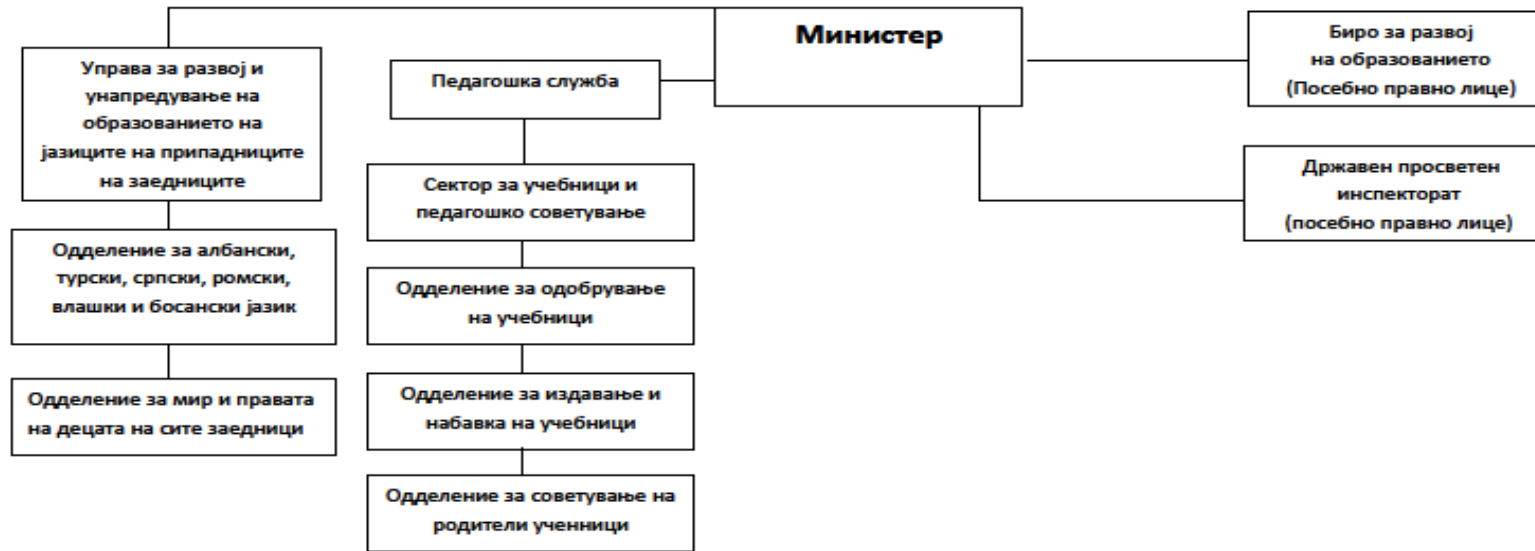 Министер
Управа за развој и
унапредување на
образованието на
јазиците на припадниците
на заедниците
Одделение за албански,
турски, српски, ромски,
влашки и босански јазик
Одделение за мир и правата
на децата на сите заедници
Педагошка служба
Сектор за учебници и
педагошко советување
Одделение за одобрување
на учебници
Одделение за издавање и
набавка на учебници
Одделение за советување на
родители ученници
Биро за развој
на образованието
(Посебно правно лице)
Државен просветен
инспекторат
(посебно правно лице)